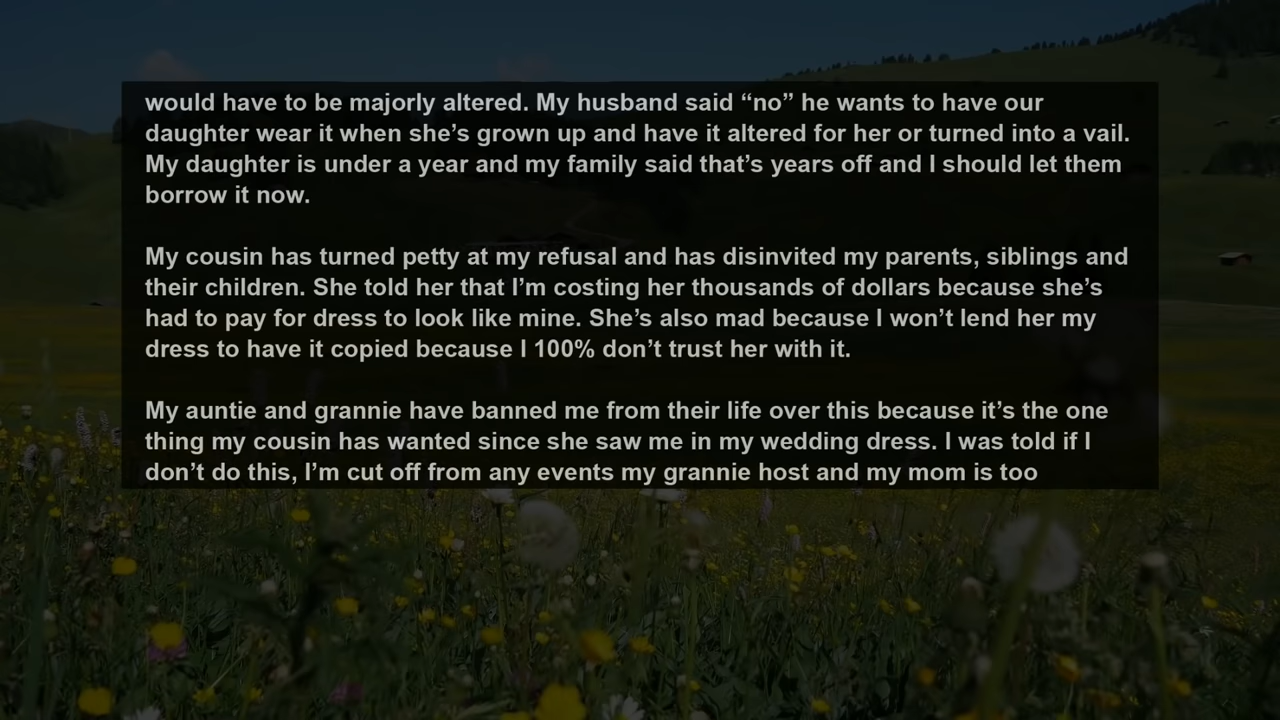 would have to be majorly altered. My husband said “no” he wants to have our
daughter wear it when she’s grown up and have it altered for her or turned into a vail.
My daughter is under a year and my family said that’s years off and I should let them
borrow it now.
My cousin has turned petty at my refusal and has disinvited my parents, siblings and
their children. She told her that I’m costing her thousands of dollars because she’s
had to pay for dress to look like mine. She’s also mad because I won’t lend her my
dress to have it copied because I 100% don’t trust her with it.
My auntie and grannie have banned me from their life over this because it’s the one
thing my cousin has wanted since she saw me in my wedding dress. I was told if I
don’t do this, I’m cut off from any events my grannie host and my mom is too